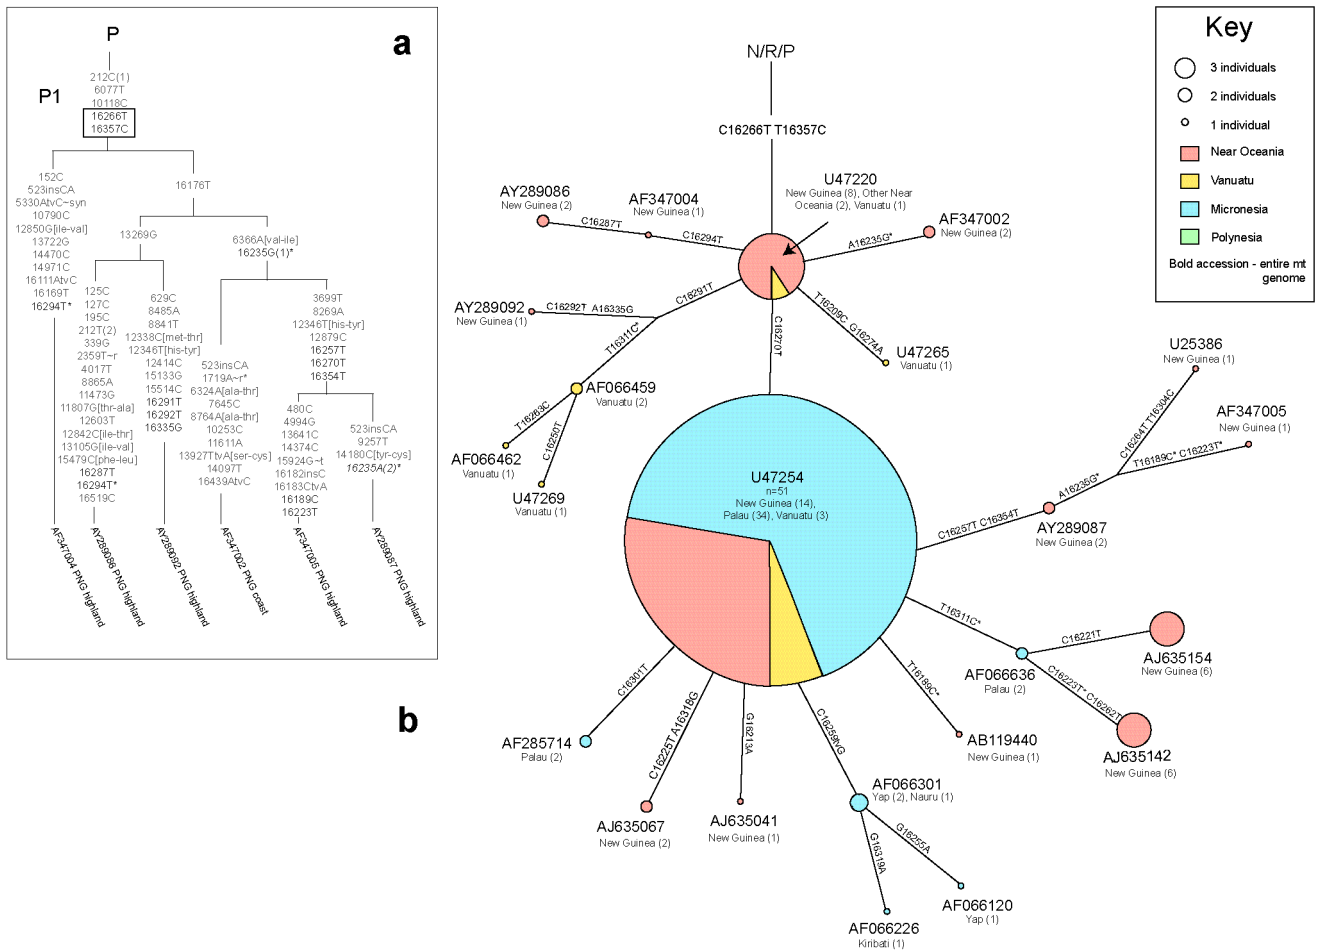 P
a
P1
212C(1)
6077T
10118C
16266T
16357C
152C
523insCA
5330AtvC~syn
10790C
12850G[ile-val]
13722G
14470C
14971C
16111AtvC
16169T
16294T*
16176T
13269G
6366A[val-ile]
16235G(1)*
125C
127C
195C
212T(2)
339G
2359T~r
4017T
8865A
11473G
11807G[thr-ala]
12603T
12842C[ile-thr]
13105G[ile-val]
15479C[phe-leu]
16287T
16294T*
16519C
629C
8485A
8841T
12338C[met-thr]
12346T[his-tyr]
12414C
15133G
15514C
16291T
16292T
16335G
523insCA
1719A~r*
6324A[ala-thr]
7645C
8764A[ala-thr]
10253C
11611A
13927TtvA[ser-cys]
14097T
16439AtvC
3699T
8269A
12346T[his-tyr]
12879C
16257T
16270T
16354T
480C
4994G
13641C
14374C
15924G~t
16182insC
16183CtvA
16189C
16223T
523insCA
9257T
14180C[tyr-cys]
16235A(2)*
AF347004 PNG highland
AY289086 PNG highland
AY289092 PNG highland
AF347002 PNG coast
AF347005 PNG highland
AY289087 PNG highland
b
N/R/P
C16266T T16357C
U47220
New Guinea (8), Other Near
Oceania (2), Vanuatu (1)
AY289086
New Guinea (2)
C16287T
AF347004
New Guinea (1)
C16294T
AF347002
New Guinea (2)
A16235G*
AY289092
New Guinea (1)
C16292T A16335G
C16291T
T16311C*
AF066459
Vanuatu (2)
T16263C
C16250T
AF066462
Vanuatu (1)
U47269
Vanuatu (1)
C16270T
T16209C G16274A
U47265
Vanuatu (1)
U47254
n=51
New Guinea (14),
Palau (34), Vanuatu (3)
U25386
New Guinea (1)
C16264T T16304C
AF347005
New Guinea (1)
T16189C* C16223T*
A16235G*
AY289087
New Guinea (2)
C16257T C16354T
T16311C*
AF066636
Palau (2)
C16221T
AJ635154
New Guinea (6)
C16223T* C16262T
AJ635142
New Guinea (6)
T16189C*
AB119440
New Guinea (1)
C16259tvG
AF066301
Yap (2), Nauru (1)
G16255A
AF066120
Yap (1)
G16319A
AF066226
Kiribati (1)
G16213A
AJ635041
New Guinea (1)
C16225T A16318G
AJ635067
New Guinea (2)
C16301T
AF285714
Palau (2)
Key
3 individuals
2 individuals
1 individual
Near Oceania
Vanuatu
Micronesia
Polynesia
Bold accession - entire mt
genome